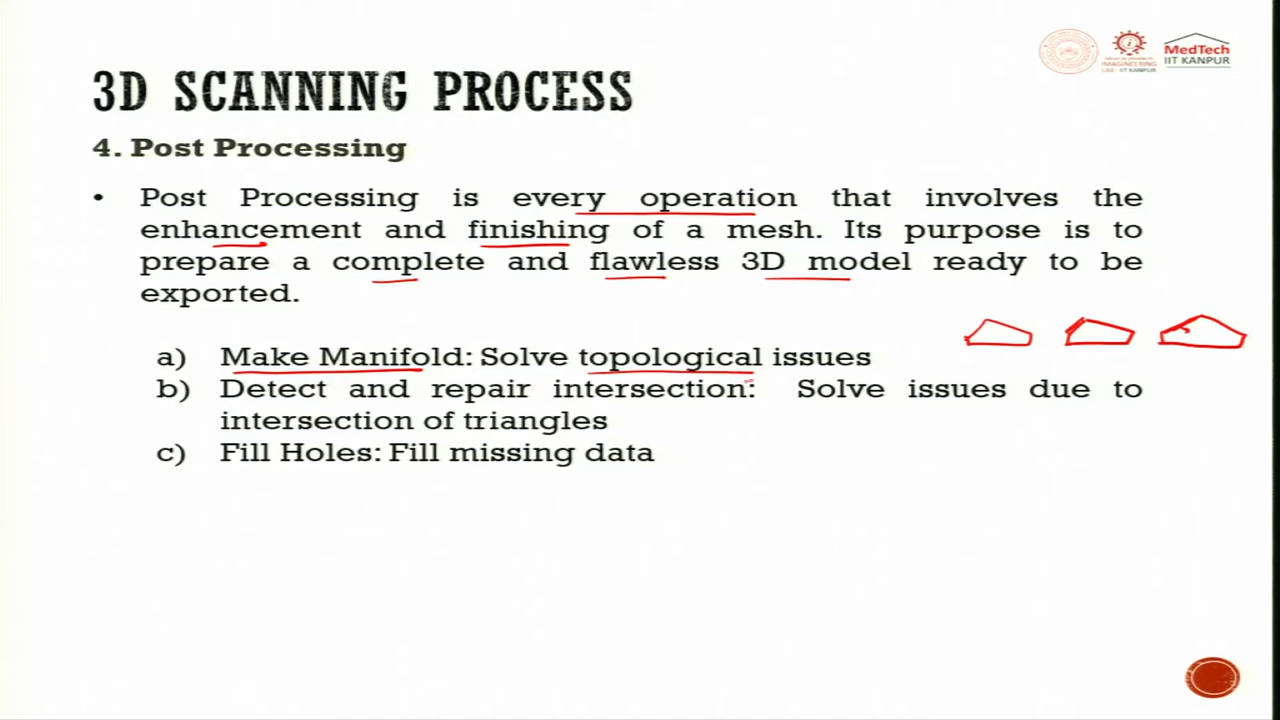 MedTech
IIT KANPUR
3D SCANNING PROCESS
4. Post Processing
• Post Processing is every operation that involves the
enhancement and finishing of a mesh. Its purpose is to
prepare a complete and flawless 3D model ready to be
exported.
a) Make Manifold: Solve topological issues
b) Detect and repair intersection: Solve issues due to
intersection of triangles
c) Fill Holes: Fill missing data